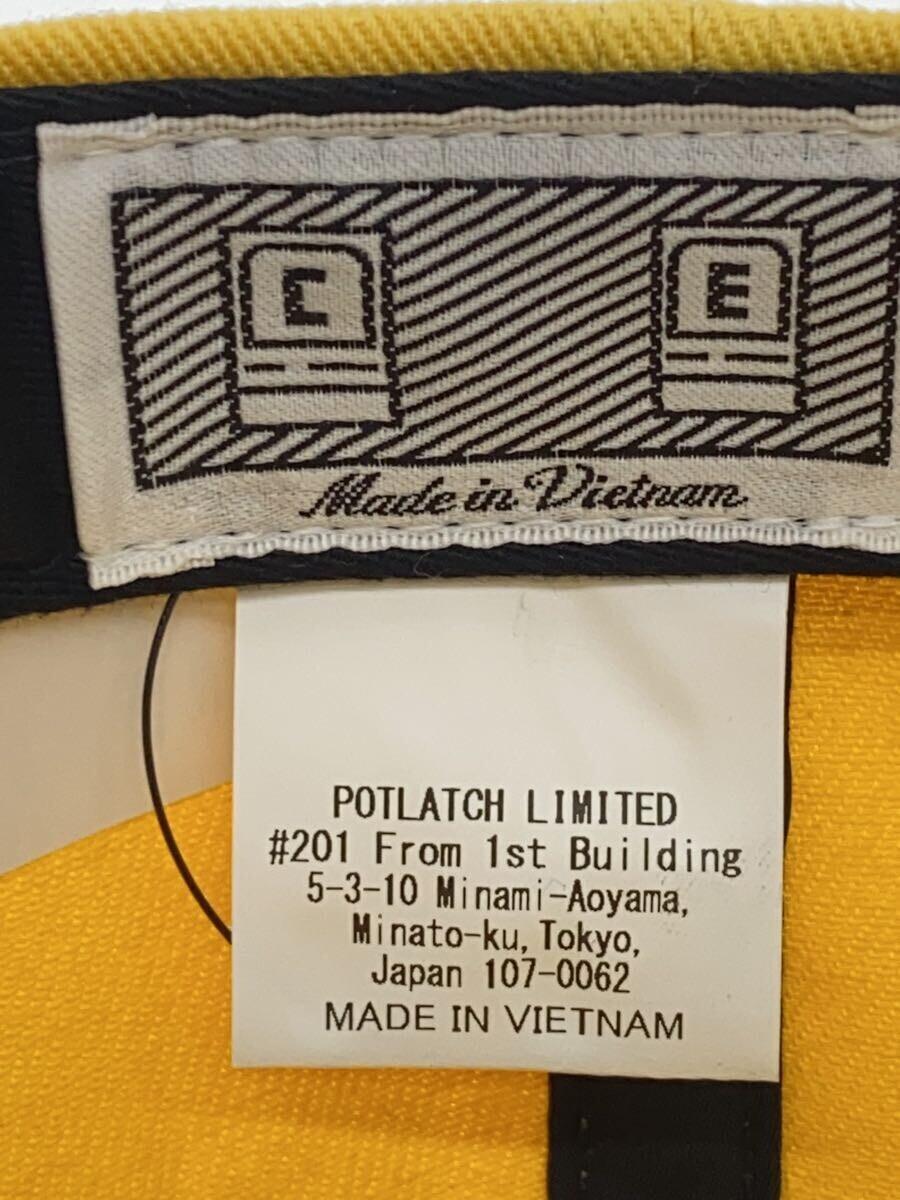 C E
Made in Vietnam
POTLATCH LIMITED
#201 From 1st Building
5-3-10 Minami-Aoyama,
Minato-ku, Tokyo,
Japan 107-0062
MADE IN VIETNAM